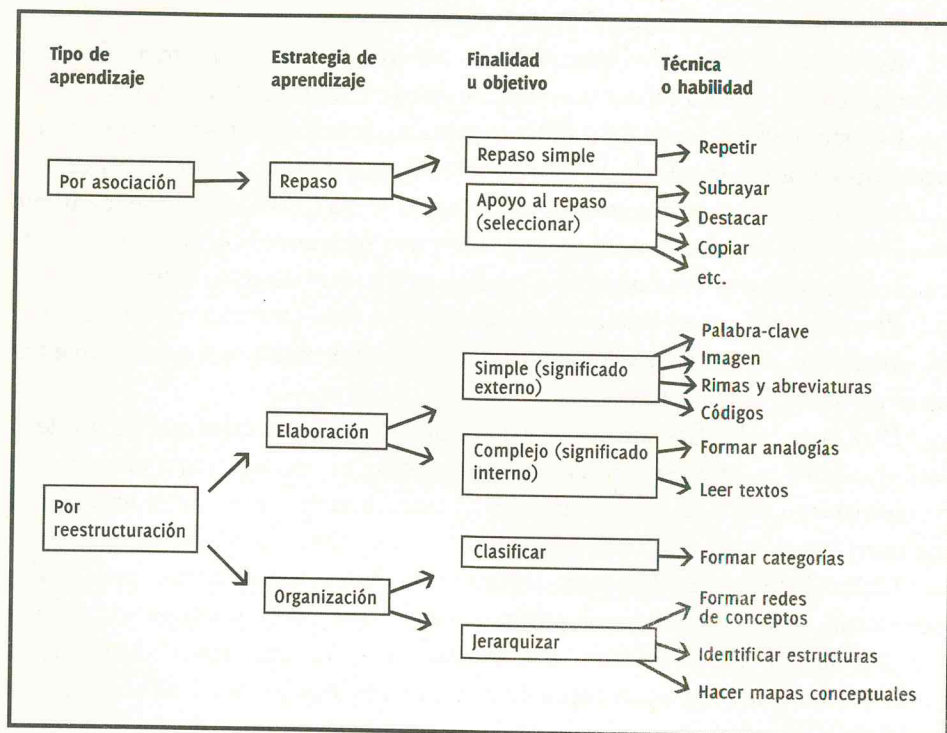 Tipo de
aprendizaje
Estrategia de
aprendizaje
Finalidad
u objetivo
Técnica
o habilidad
Por asociación
Repaso
Repaso simple
Repetir
Apoyo al repaso
(seleccionar)
Subrayar
Destacar
Copiar
etc.
Por
reestructuración
Elaboración
Simple (significado
externo)
Palabra-clave
Imagen
Rimas y abreviaturas
Códigos
Complejo (significado
interno)
Formar analogías
Leer textos
Organización
Clasificar
Formar categorías
Jerarquizar
Formar redes
de conceptos
Identificar estructuras
Hacer mapas conceptuales